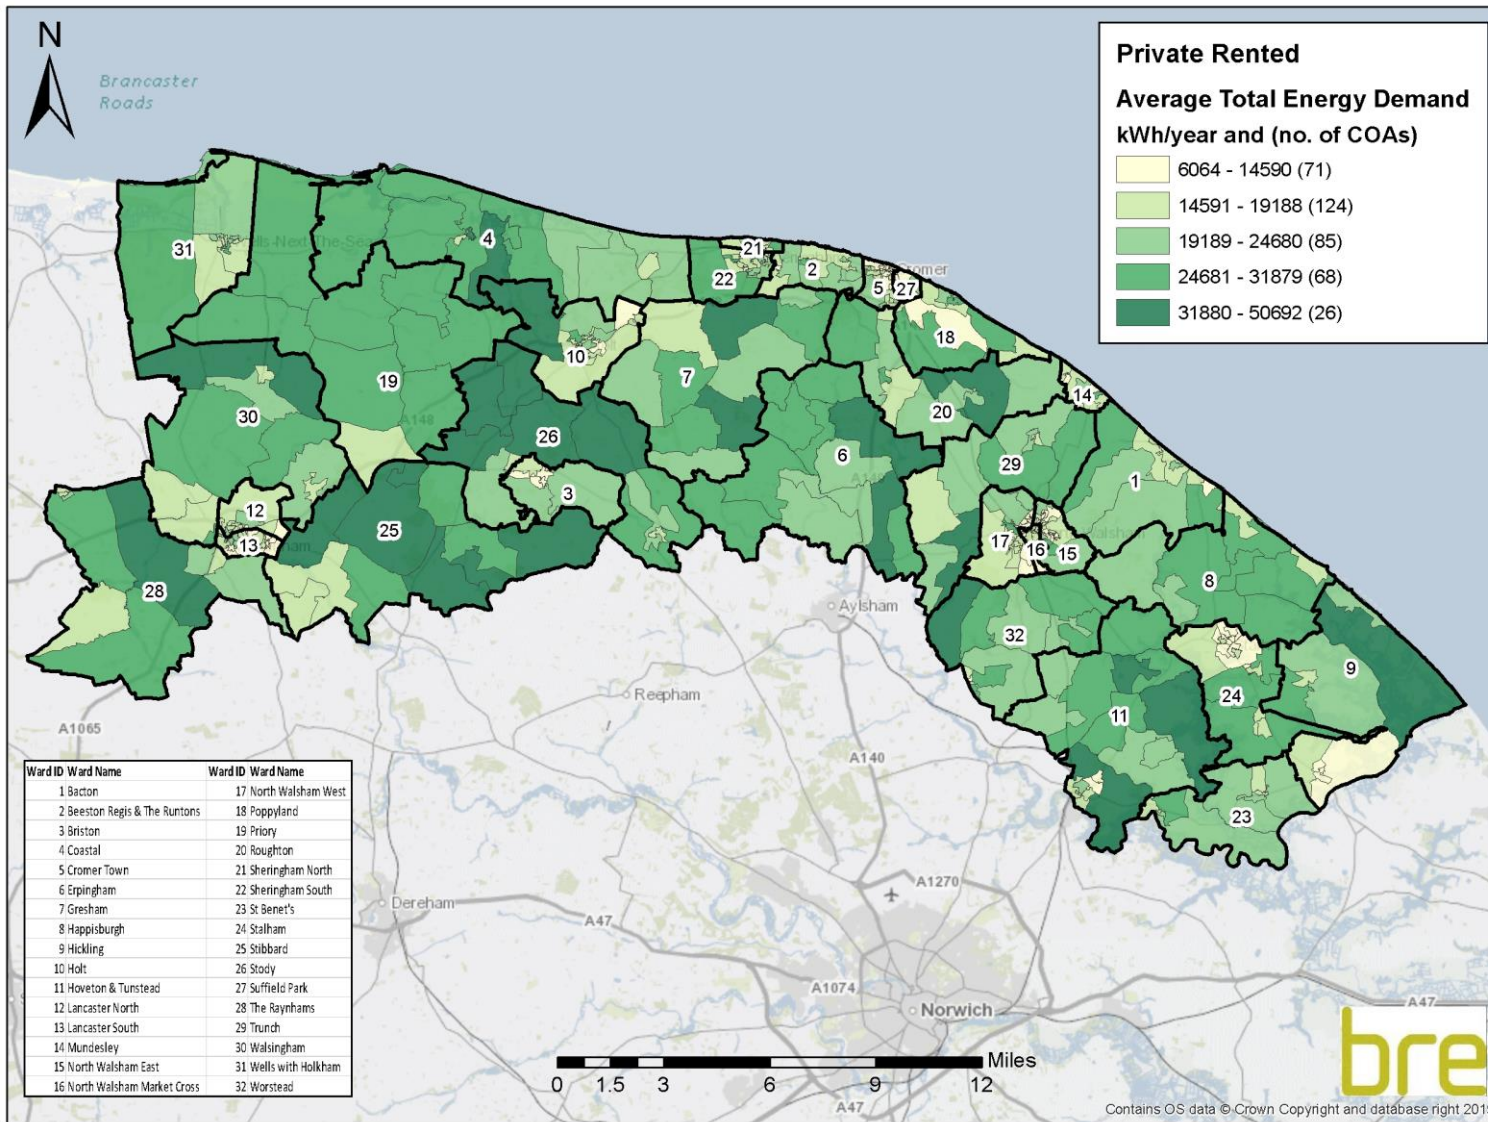 N
Brancaster
Roads
Private Rented
Average Total Energy Demand
kWh/year and (no. of COAs)
6064 - 14590 (71)
14591 - 19188 (124)
19189 - 24680 (85)
24681 - 31879 (68)
31880 - 50692 (26)
31
4
21
2
22
5
27
Cromer
18
10
7
19
A148
30
14
20
26
6
29
1
3
12
13
25
17
16
15
28
8
Aylsham
32
9
24
11
Reepham
A1065
A140
23
Ward ID Ward Name Ward ID Ward Name
1 Bacton 17 North Walsham West
2 Beeston Regis & The Runtons 18 Poppyland
3 Briston 19 Priory
4 Coastal 20 Roughton
5 Cromer Town 21 Sheringham North
6 Erpingham 22 Sheringham South
7 Gresham 23 St Benet's
8 Happisburgh 24 Stalham
9 Hickling 25 Stibbard
10 Holt 26 Stody
11 Hoveton & Tunstead 27 Suffield Park
12 Lancaster North 28 The Raynhams
13 Lancaster South 29 Trunch
14 Mundesley 30 Walsingham
15 North Walsham East 31 Wells with Holkham
16 North Walsham Market Cross 32 Worstead
Dereham
A47
A1270
A1074
Norwich
A47
Miles
0 1.5 3 6 9 12
A47
bre
Contains OS data © Crown Copyright and database right 201